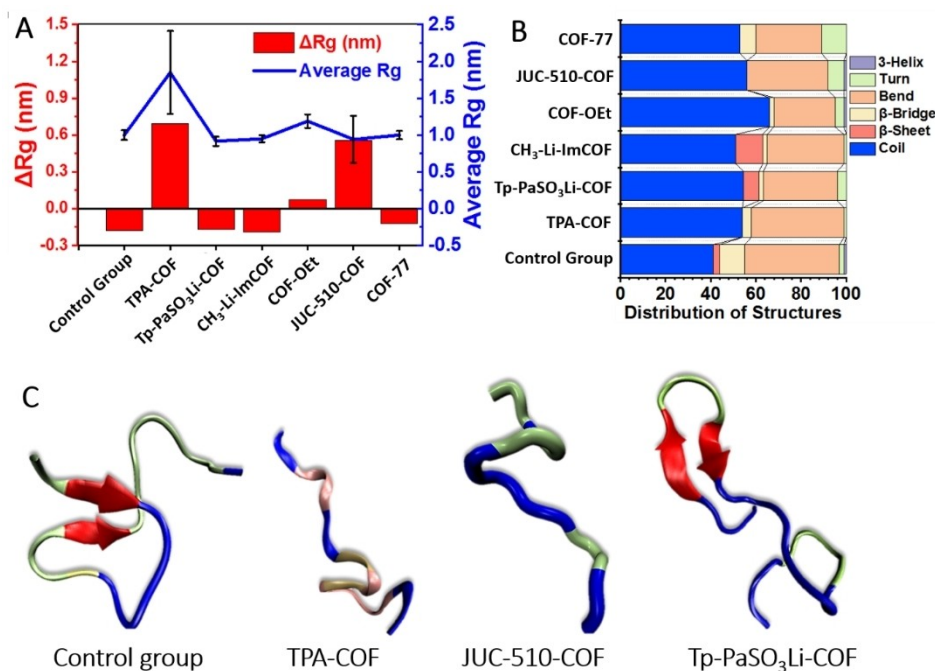 A
1.5
1.2
0.9
0.6
0.3
0.0
-0.3
ΔRg (nm)
ΔRg (nm)
Average Rg
2.5
2.0
1.5
1.0
0.5
0.0
-0.5
Average Rg (nm)
Control Group
TPA-COF
Tp-PaSO₃Li-COF
CH₃-Li-ImCOF
COF-OEt
JUC-510-COF
COF-77
B
COF-77
JUC-510-COF
COF-OEt
CH₃-Li-ImCOF
Tp-PaSO₃Li-COF
TPA-COF
Control Group
0 20 40 60 80 100
Distribution of Structures
3-Helix
Turn
Bend
β-Bridge
β-Sheet
Coil
C
Control group TPA-COF JUC-510-COF Tp-PaSO₃Li-COF